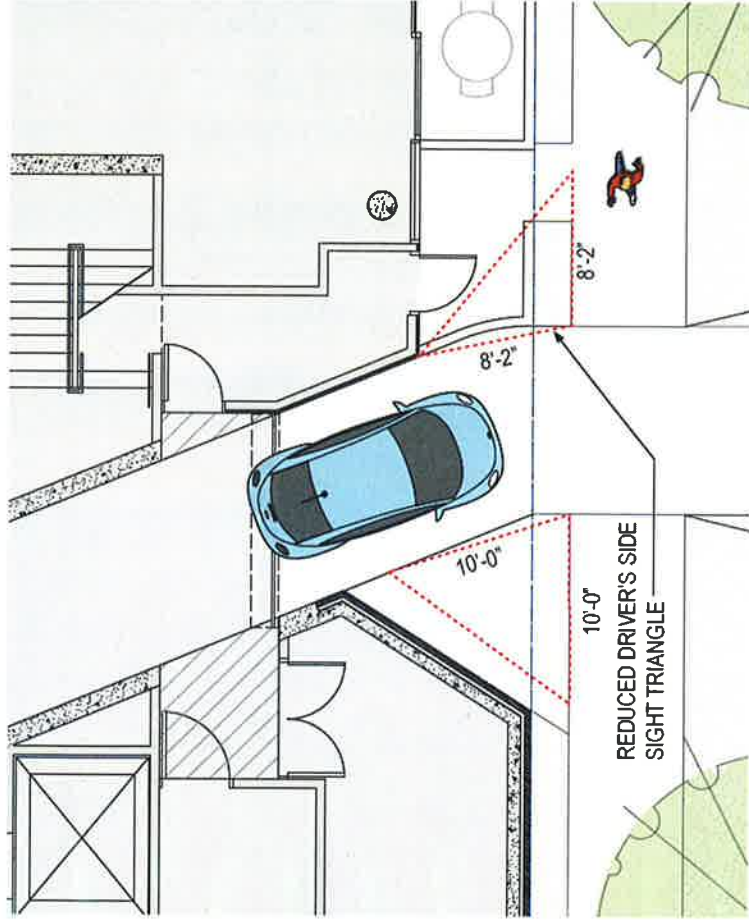 8'-2"
8'-2"
10'-0"
10'-0"
REDUCED DRIVER'S SIDE
SIGHT TRIANGLE